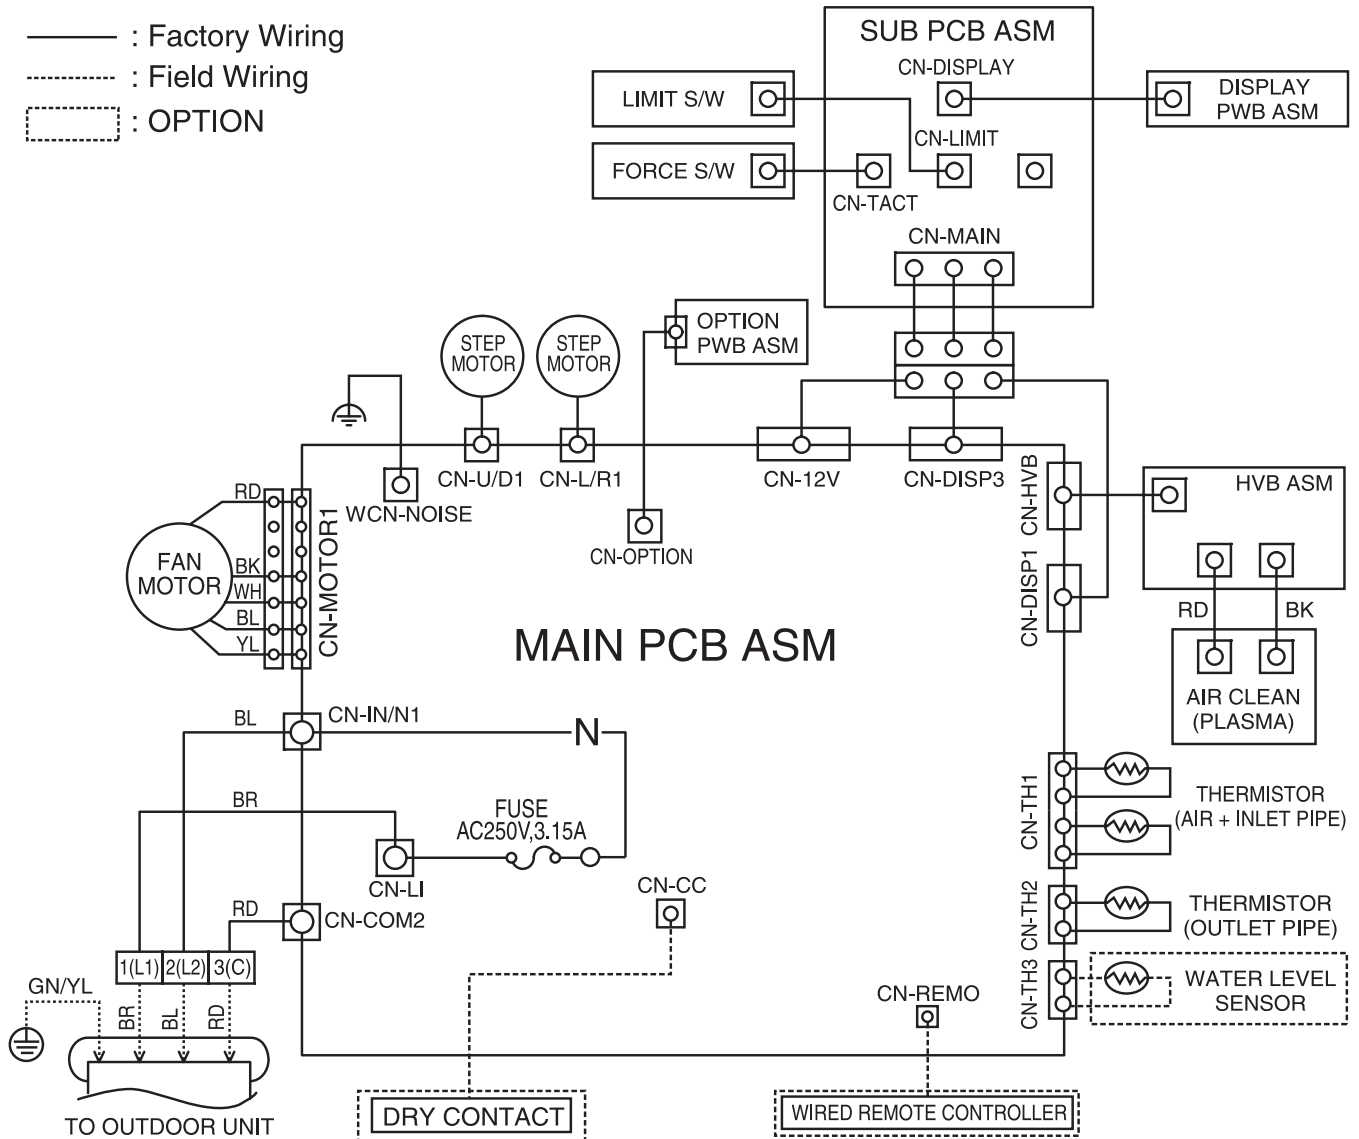 : Factory Wiring
: Field Wiring
: OPTION
SUB PCB ASM
CN-DISPLAY
LIMIT S/W
DISPLAY
PWB ASM
CN-LIMIT
FORCE S/W
CN-TACT
CN-MAIN
OPTION
PWB ASM
STEP
MOTOR
STEP
MOTOR
CN-U/D1
CN-L/R1
CN-12V
CN-DISP3
WCN-NOISE
CN-OPTION
CN-HVB
HVB ASM
RD
BK
WH
BL
YL
FAN
MOTOR
CN-MOTOR1
CN-DISP1
RD
BK
MAIN PCB ASM
AIR CLEAN
(PLASMA)
BL
CN-IN/N1
N
BR
FUSE
AC250V,3.15A
CN-LI
CN-TH1
THERMISTOR
(AIR + INLET PIPE)
CN-CC
RD
CN-COM2
CN-TH2
THERMISTOR
(OUTLET PIPE)
1(L1)
2(L2)
3(C)
GN/YL
BR
BL
RD
CN-TH3
WATER LEVEL
SENSOR
CN-REMO
TO OUTDOOR UNIT
DRY CONTACT
WIRED REMOTE CONTROLLER